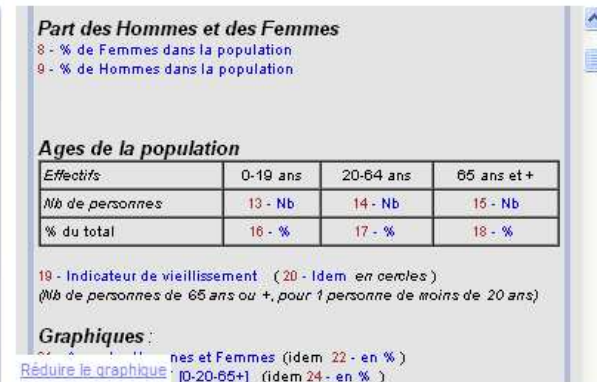 Part des Hommes et des Femmes
8 - % de Femmes dans la population
9 - % de Hommes dans la population
Ages de la population
Effectifs 0-19 ans 20-64 ans 65 ans et +
Nb de personnes 13 - Nb 14 - Nb 15 - Nb
% du total 16 - % 17 - % 18 - %
19 - Indicateur de vieillissement ( 20 - Idem en cercles )
(Nb de personnes de 65 ans ou +, pour 1 personne de moins de 20 ans)
Graphiques :
nes et Femmes (idem 22 - en % )
Réduire le graphique [0-20-65+] (idem 24 - en % )